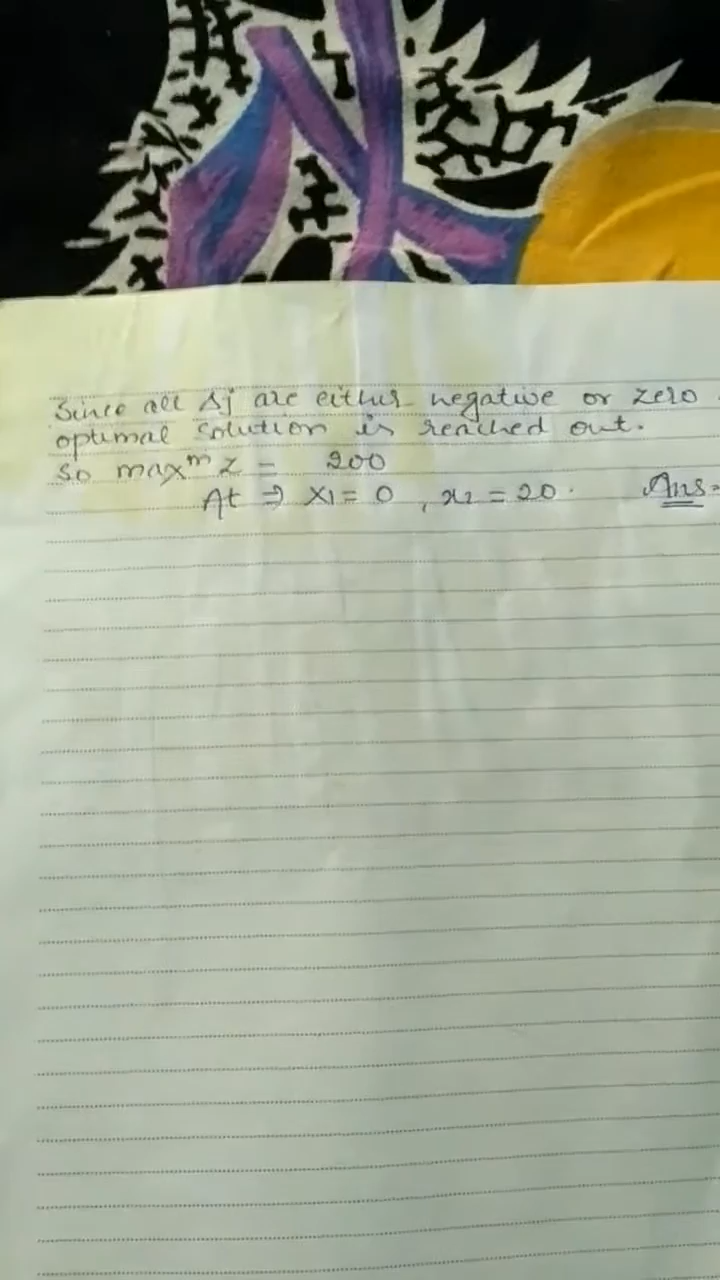 Since all Δj are either negative or zero
optimal solution is reached out.
So maxᵐ Z = 200
At ⇒ X1 = 0 , x2 = 20. Ans.